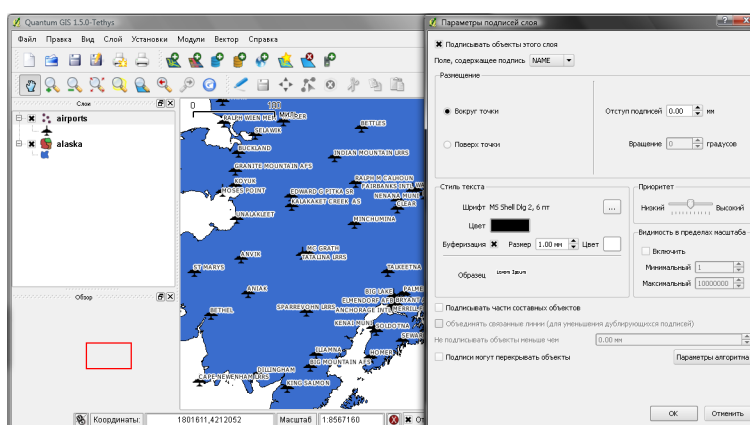 Quantum GIS 1.5.0-Tethys
Файл Правка Вид Слой Установки Модули Вектор Справка
Слои
airports
alaska
Обзор
0 100
RALPH WIEN MEM
SELAWIK
BETTLES
BUCKLAND
INDIAN MOUNTAIN LRRS
GRANITE MOUNTAIN AFS
KOYUK
RALPH M CALHOUN
MOSES POINT
EDWARD G PITKA SR
FAIRBANKS INTL
NENANA MUNI
KALAKAKET CREEK AS
CLEAR
UNALAKLEET
MINCHUMINA
MC GRATH
ANVIK
TATALINA LRRS
ST MARYS
TALKEETNA
ANIAK
BIG LAKE
PALME
ELMENDORF AFB
BRYANT A
BETHEL
SPARREVOHN LRRS
ANCHORAGE INTL
MERRILL
KENAI MUNI
SOLDOTNA
SEWAR
ILIAMNA
HOMER
BIG MOUNTAIN AFS
DILLINGHAM
CAPE NEWENHAM LRRS
KING SALMON
Координаты: 1801611,4212052 Масштаб 1:8567160
Параметры подписей слоя
Подписывать объекты этого слоя
Поле, содержащее подпись NAME
Размещение
Вокруг точки
Отступ подписей 0.00 мм
Поверх точки
Вращение 0 градусов
Стиль текста
Шрифт MS Shell Dlg 2, 6 пт ...
Цвет
Буферизация Размер 1.00 мм Цвет
Образец Lorem Ipsum
Приоритет
Низкий Высокий
Видимость в пределах масштаба
Включить
Минимальный 1
Максимальный 10000000
Подписывать части составных объектов
Объединять связанные линии (для уменьшения дублирующихся подписей)
Не подписывать объекты меньше чем 0.00 мм
Подписи могут перекрывать объекты
Параметры алгоритма
OK Отменить